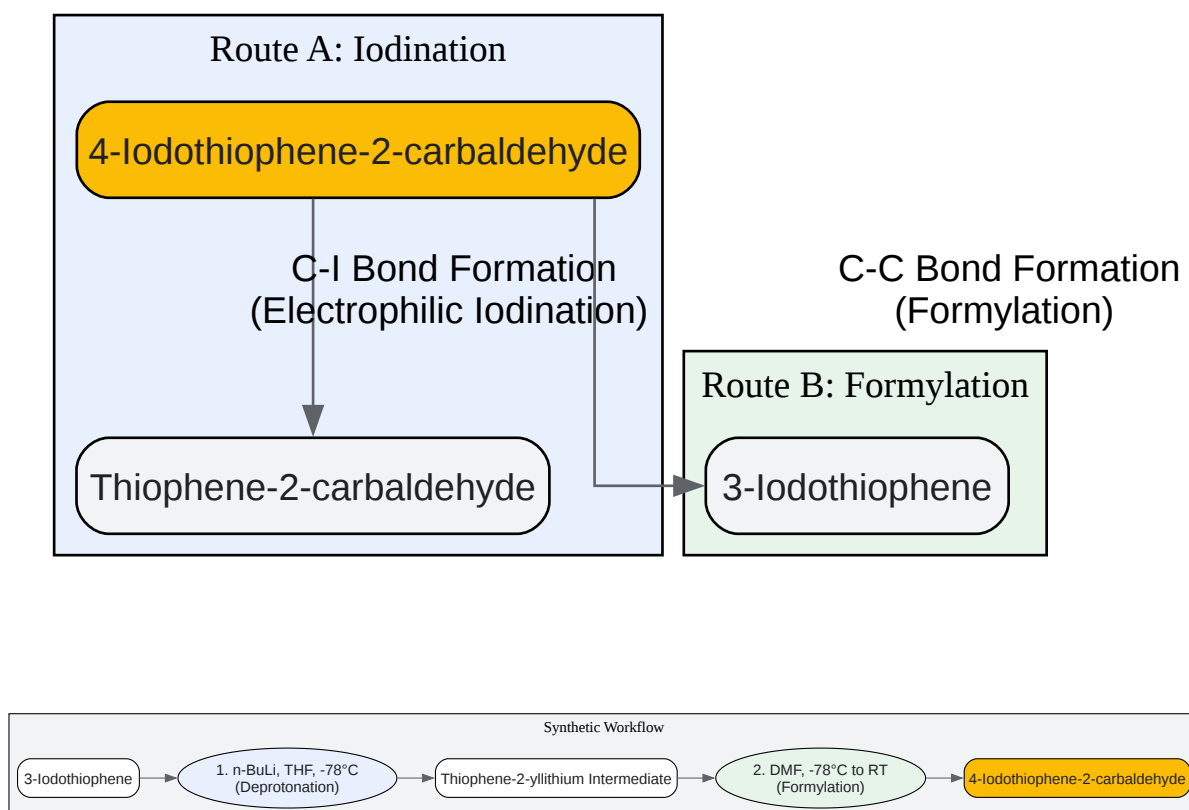 Route A: Iodination
4-Iodothiophene-2-carbaldehyde
C-I Bond Formation
(Electrophilic Iodination)
C-C Bond Formation
(Formylation)
Route B: Formylation
Thiophene-2-carbaldehyde
3-Iodothiophene
Synthetic Workflow
3-Iodothiophene
1. n-BuLi, THF, -78°C
(Deprotonation)
Thiophene-2-yllithium Intermediate
2. DMF, -78°C to RT
(Formylation)
4-Iodothiophene-2-carbaldehyde